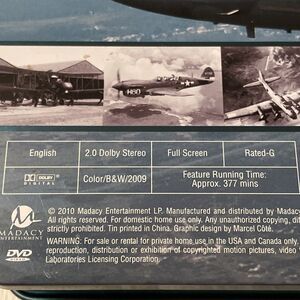 H80
English
2.0 Dolby Stereo
Full Screen
Rated-G
DOLBY
DIGITAL
Color/B&W/2009
Feature Running Time:
Approx. 377 mins
M
MADACY
ENTERTAINMENT
DVD
VIDEO
© 2010 Madacy Entertainment LP. Manufactured and distributed by Madacy
All rights reserved. For domestic home use only. Any unauthorized copying,
strictly prohibited. Tin printed in China. Graphic design by Marcel Côté.
WARNING: For sale or rental for private home use in the USA and Canada only.
reproduction, distribution or exhibition of copyrighted motion pictures, video
Laboratories Licensing Corporation.